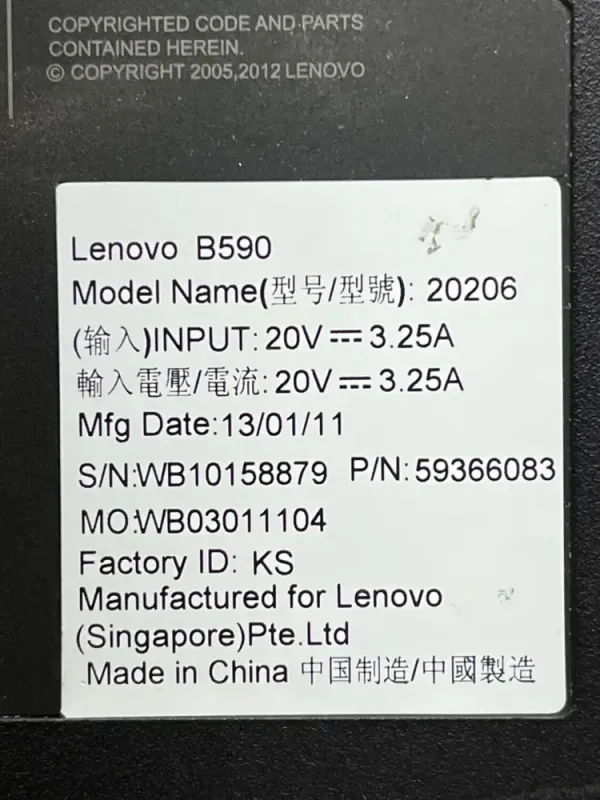 COPYRIGHTED CODE AND PARTS
CONTAINED HEREIN.
© COPYRIGHT 2005,2012 LENOVO
Lenovo B590
Model Name(型号/型號): 20206
(输入)INPUT: 20V ⎓ 3.25A
輸入電壓/電流: 20V ⎓ 3.25A
Mfg Date:13/01/11
S/N:WB10158879 P/N:59366083
MO:WB03011104
Factory ID: KS
Manufactured for Lenovo
(Singapore)Pte.Ltd
Made in China 中国制造/中國製造